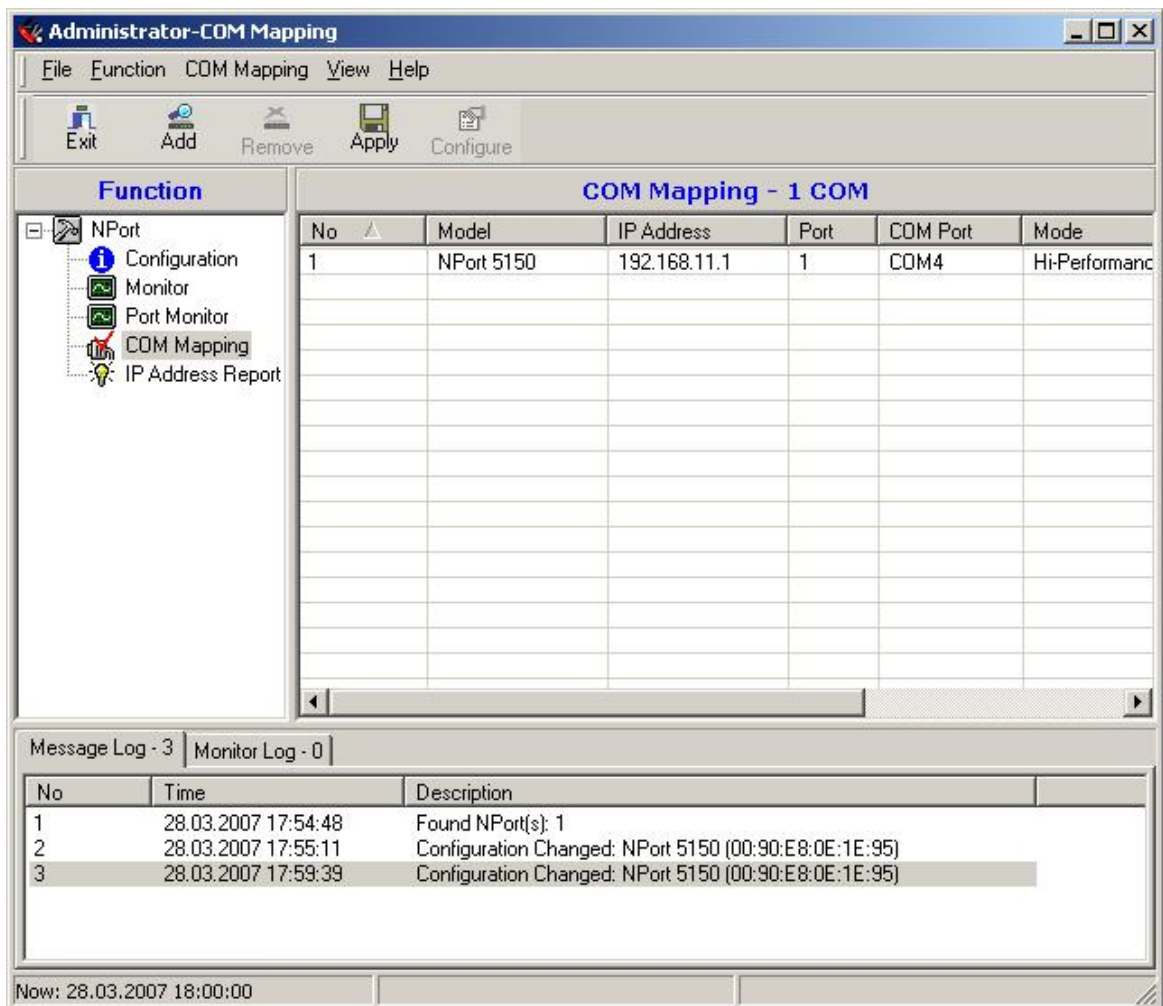 Administrator-COM Mapping
File Function COM Mapping View Help
Exit Add Remove Apply Configure
Function
NPort
Configuration
Monitor
Port Monitor
COM Mapping
IP Address Report
COM Mapping - 1 COM
No Model IP Address Port COM Port Mode
1 NPort 5150 192.168.11.1 1 COM4 Hi-Performanc
Message Log - 3 Monitor Log - 0
No Time Description
1 28.03.2007 17:54:48 Found NPort(s): 1
2 28.03.2007 17:55:11 Configuration Changed: NPort 5150 (00:90:E8:0E:1E:95)
3 28.03.2007 17:59:39 Configuration Changed: NPort 5150 (00:90:E8:0E:1E:95)
Now: 28.03.2007 18:00:00